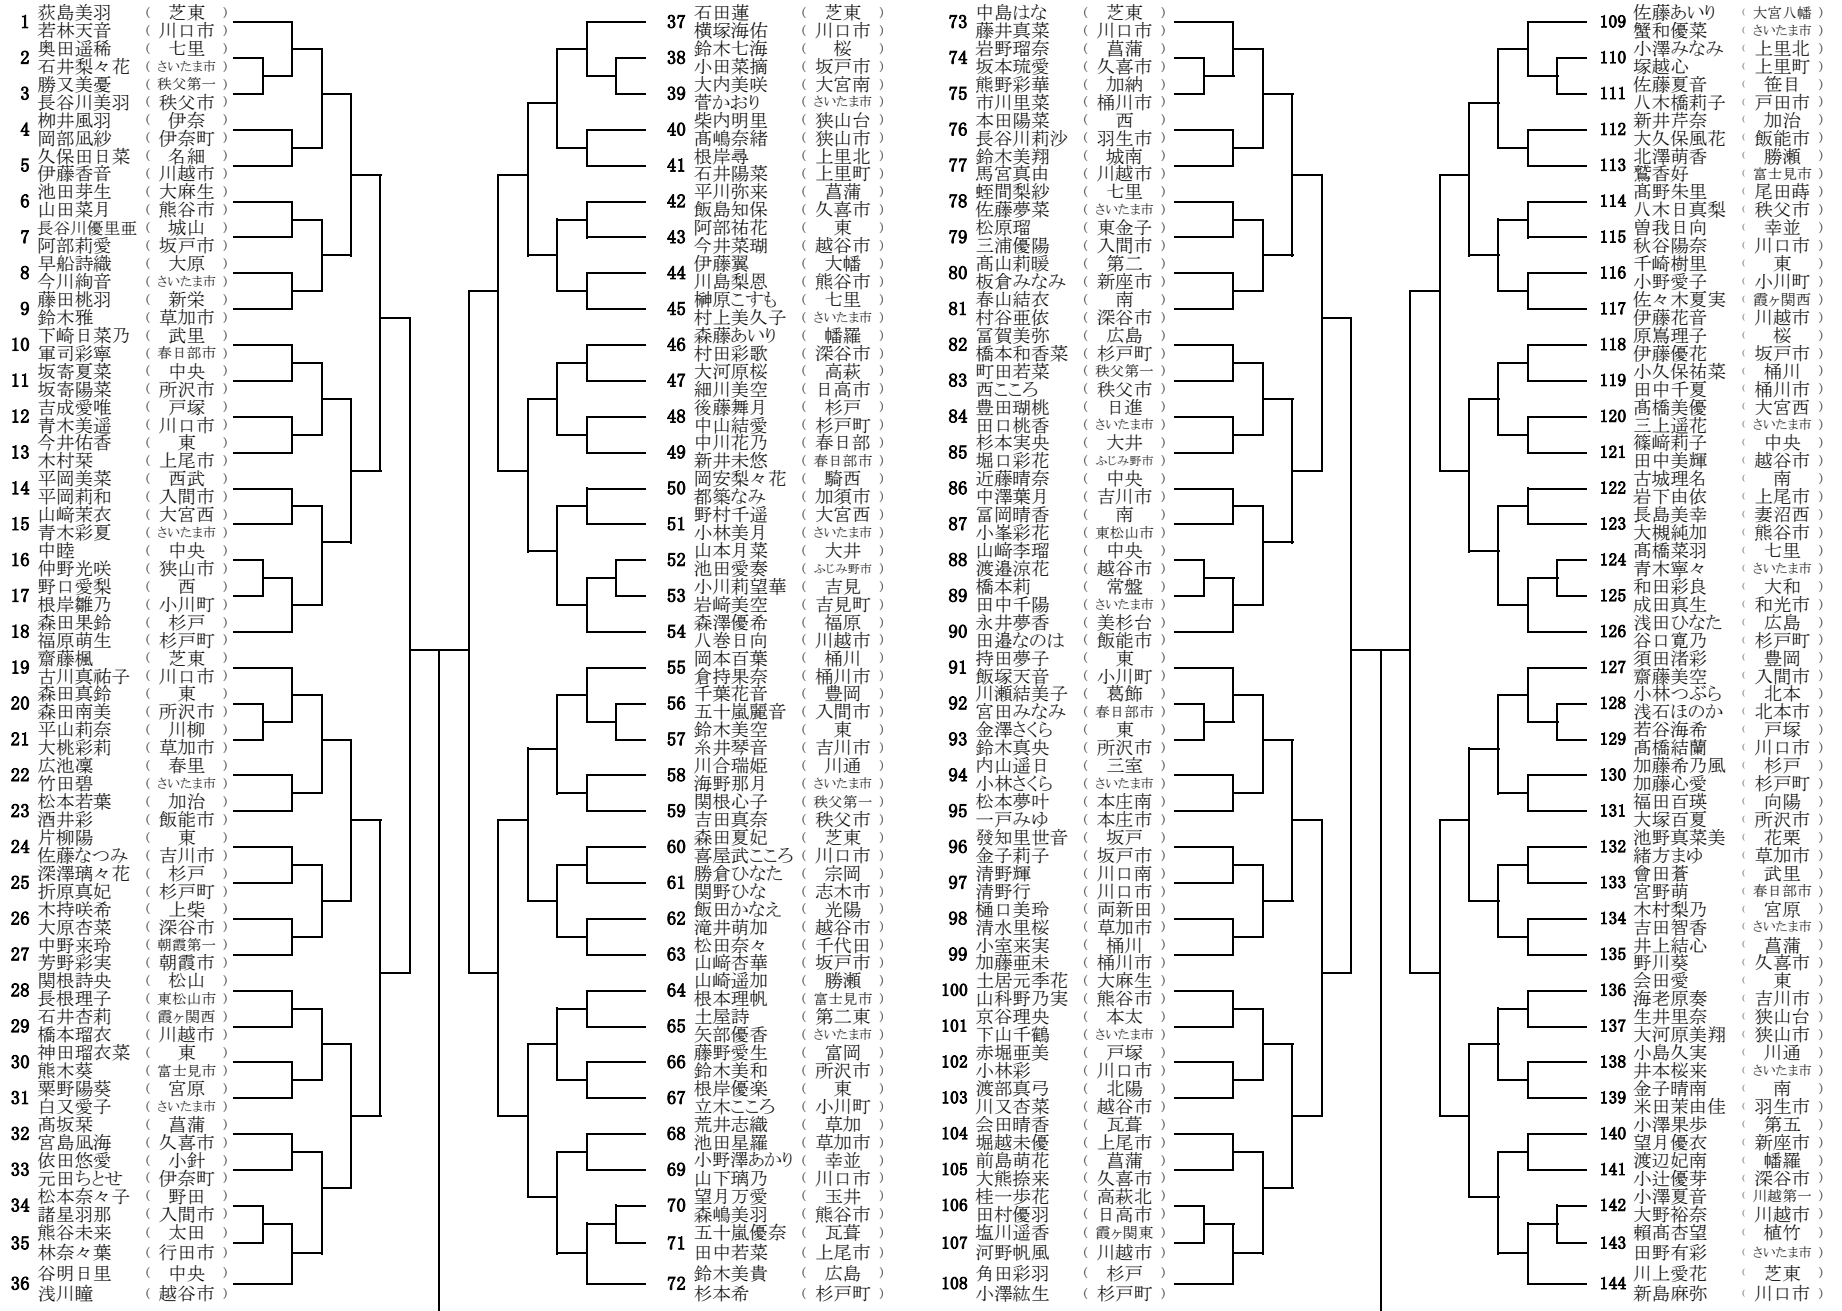 1 荻島美羽 （ 芝東 ）
若林天音 （ 川口市 ）
2 奥田遥稀 （ 七里 ）
石井梨々花 （ さいたま市 ）
3 勝又美憂 （ 秩父第一 ）
長谷川美羽 （ 秩父市 ）
4 栁井風羽 （ 伊奈 ）
岡部凪紗 （ 伊奈町 ）
5 久保田日菜 （ 名細 ）
伊藤香音 （ 川越市 ）
6 池田芽生 （ 大麻生 ）
山田菜月 （ 熊谷市 ）
7 長谷川優里亜 （ 城山 ）
阿部莉愛 （ 坂戸市 ）
8 早船詩織 （ 大原 ）
今川絢音 （ さいたま市 ）
9 藤田桃羽 （ 新栄 ）
鈴木雅 （ 草加市 ）
10 下崎日菜乃 （ 武里 ）
軍司彩寧 （ 春日部市 ）
11 坂寄夏菜 （ 中央 ）
坂寄陽菜 （ 所沢市 ）
12 吉成愛唯 （ 戸塚 ）
青木美遥 （ 川口市 ）
13 今井佑香 （ 東 ）
木村栞 （ 上尾市 ）
14 平岡美菜 （ 西武 ）
平岡莉和 （ 入間市 ）
15 山﨑茉衣 （ 大宮西 ）
青木彩夏 （ さいたま市 ）
16 中睦 （ 中央 ）
仲野光咲 （ 狭山市 ）
17 野口愛梨 （ 西 ）
根岸雛乃 （ 小川町 ）
18 森田果鈴 （ 杉戸 ）
福原萌生 （ 杉戸町 ）
19 齋藤楓 （ 芝東 ）
古川真祐子 （ 川口市 ）
20 森田真鈴 （ 東 ）
森田南美 （ 所沢市 ）
21 平山莉奈 （ 川柳 ）
大桃彩莉 （ 草加市 ）
22 広池凜 （ 春里 ）
竹田碧 （ さいたま市 ）
23 松本若葉 （ 加治 ）
酒井彩 （ 飯能市 ）
24 片柳陽 （ 東 ）
佐藤なつみ （ 吉川市 ）
25 深澤璃々花 （ 杉戸 ）
折原真妃 （ 杉戸町 ）
26 木持咲希 （ 上柴 ）
大原杏菜 （ 深谷市 ）
27 中野来玲 （ 朝霞第一 ）
芳野彩実 （ 朝霞市 ）
28 関根詩央 （ 松山 ）
長根理子 （ 東松山市 ）
29 石井杏莉 （ 霞ヶ関西 ）
橋本瑠衣 （ 川越市 ）
30 神田瑠衣菜 （ 東 ）
熊木葵 （ 富士見市 ）
31 粟野陽葵 （ 宮原 ）
白又愛子 （ さいたま市 ）
32 髙坂栞 （ 菖蒲 ）
宮島凪海 （ 久喜市 ）
33 依田悠愛 （ 小針 ）
元田ちとせ （ 伊奈町 ）
34 松本奈々子 （ 野田 ）
諸星羽那 （ 入間市 ）
35 熊谷未来 （ 太田 ）
林奈々葉 （ 行田市 ）
36 谷明日里 （ 中央 ）
浅川瞳 （ 越谷市 ）
37 石田蓮 （ 芝東 ）
横塚海佑 （ 川口市 ）
38 鈴木七海 （ 桜 ）
小田菜摘 （ 坂戸市 ）
39 大内美咲 （ 大宮南 ）
菅かおり （ さいたま市 ）
40 柴内明里 （ 狭山台 ）
髙嶋奈緒 （ 狭山市 ）
41 根岸尋 （ 上里北 ）
石井陽菜 （ 上里町 ）
42 平川弥来 （ 菖蒲 ）
飯島知保 （ 久喜市 ）
43 阿部祐花 （ 東 ）
今井菜瑚 （ 越谷市 ）
44 伊藤翼 （ 大幡 ）
川島梨恩 （ 熊谷市 ）
45 榊原こすも （ 七里 ）
村上美久子 （ さいたま市 ）
46 森藤あいり （ 幡羅 ）
村田彩歌 （ 深谷市 ）
47 大河原桜 （ 高萩 ）
細川美空 （ 日高市 ）
48 後藤舞月 （ 杉戸 ）
中山結愛 （ 杉戸町 ）
49 中川花乃 （ 春日部 ）
新井未悠 （ 春日部市 ）
50 岡安梨々花 （ 騎西 ）
都築なみ （ 加須市 ）
51 野村千遥 （ 大宮西 ）
小林美月 （ さいたま市 ）
52 山本月菜 （ 大井 ）
池田愛奏 （ ふじみ野市 ）
53 小川莉望華 （ 吉見 ）
岩﨑美空 （ 吉見町 ）
54 森澤優希 （ 福原 ）
八巻日向 （ 川越市 ）
55 岡本百葉 （ 桶川 ）
倉持果奈 （ 桶川市 ）
56 千葉花音 （ 豊岡 ）
五十嵐麗音 （ 入間市 ）
57 鈴木美空 （ 東 ）
糸井琴音 （ 吉川市 ）
58 川合瑞姫 （ 川通 ）
海野那月 （ さいたま市 ）
59 関根心子 （ 秩父第一 ）
吉田真奈 （ 秩父市 ）
60 森田夏妃 （ 芝東 ）
喜屋武こころ （ 川口市 ）
61 勝倉ひなた （ 宗岡 ）
関野ひな （ 志木市 ）
62 飯田かなえ （ 光陽 ）
滝井萌加 （ 越谷市 ）
63 松田奈々 （ 千代田 ）
山﨑杏華 （ 坂戸市 ）
64 山崎遥加 （ 勝瀬 ）
根本理帆 （ 富士見市 ）
65 土屋詩 （ 第二東 ）
矢部優香 （ さいたま市 ）
66 藤野愛生 （ 富岡 ）
鈴木美和 （ 所沢市 ）
67 根岸優楽 （ 東 ）
立木こころ （ 小川町 ）
68 荒井志織 （ 草加 ）
池田星羅 （ 草加市 ）
69 小野澤あかり （ 幸並 ）
山下璃乃 （ 川口市 ）
70 望月万愛 （ 玉井 ）
森嶋美羽 （ 熊谷市 ）
71 五十嵐優奈 （ 瓦葺 ）
田中若菜 （ 上尾市 ）
72 鈴木美貴 （ 広島 ）
杉本希 （ 杉戸町 ）
73 中島はな （ 芝東 ）
藤井真菜 （ 川口市 ）
74 岩野瑠奈 （ 菖蒲 ）
坂本琉愛 （ 久喜市 ）
75 熊野彩華 （ 加納 ）
市川里菜 （ 桶川市 ）
76 本田陽菜 （ 西 ）
長谷川莉沙 （ 羽生市 ）
77 鈴木美翔 （ 城南 ）
馬宮真由 （ 川越市 ）
78 蛭間梨紗 （ 七里 ）
佐藤夢菜 （ さいたま市 ）
79 松原瑠 （ 東金子 ）
三浦優陽 （ 入間市 ）
80 髙山莉暖 （ 第二 ）
板倉みなみ （ 新座市 ）
81 春山結衣 （ 南 ）
村谷亜依 （ 深谷市 ）
82 冨賀美弥 （ 広島 ）
橋本和香菜 （ 杉戸町 ）
83 町田若菜 （ 秩父第一 ）
西こころ （ 秩父市 ）
84 豊田瑚桃 （ 日進 ）
田口桃香 （ さいたま市 ）
85 杉本実央 （ 大井 ）
堀口彩花 （ ふじみ野市 ）
86 近藤晴奈 （ 中央 ）
中澤葉月 （ 吉川市 ）
87 冨岡晴香 （ 南 ）
小峯彩花 （ 東松山市 ）
88 山﨑李瑠 （ 中央 ）
渡邉涼花 （ 越谷市 ）
89 橋本莉 （ 常盤 ）
田中千陽 （ さいたま市 ）
90 永井夢香 （ 美杉台 ）
田邉なのは （ 飯能市 ）
91 持田夢子 （ 東 ）
飯塚天音 （ 小川町 ）
92 川瀬結美子 （ 葛飾 ）
宮田みなみ （ 春日部市 ）
93 金澤さくら （ 東 ）
鈴木真央 （ 所沢市 ）
94 内山遥日 （ 三室 ）
小林さくら （ さいたま市 ）
95 松本夢叶 （ 本庄南 ）
一戸みゆ （ 本庄市 ）
96 發知里世音 （ 坂戸 ）
金子莉子 （ 坂戸市 ）
97 清野輝 （ 川口南 ）
清野行 （ 川口市 ）
98 樋口美玲 （ 両新田 ）
清水里桜 （ 草加市 ）
99 小室来実 （ 桶川 ）
加藤亜未 （ 桶川市 ）
100 土居元季花 （ 大麻生 ）
山科野乃実 （ 熊谷市 ）
101 京谷理央 （ 本太 ）
下山千鶴 （ さいたま市 ）
102 赤堀亜美 （ 戸塚 ）
小林彩 （ 川口市 ）
103 渡部真弓 （ 北陽 ）
川又杏菜 （ 越谷市 ）
104 会田晴香 （ 瓦葺 ）
堀越未優 （ 上尾市 ）
105 前島萌花 （ 菖蒲 ）
大熊捺来 （ 久喜市 ）
106 桂一歩花 （ 高萩北 ）
田村優羽 （ 日高市 ）
107 塩川遥香 （ 霞ヶ関東 ）
河野帆風 （ 川越市 ）
108 角田彩羽 （ 杉戸 ）
小澤紘生 （ 杉戸町 ）
109 佐藤あいり （ 大宮八幡 ）
蟹和優菜 （ さいたま市 ）
110 小澤みなみ （ 上里北 ）
塚越心 （ 上里町 ）
111 佐藤夏音 （ 笹目 ）
八木橋莉子 （ 戸田市 ）
112 新井芹奈 （ 加治 ）
大久保風花 （ 飯能市 ）
113 北澤萌香 （ 勝瀬 ）
鷲香好 （ 富士見市 ）
114 髙野朱里 （ 尾田蒔 ）
八木日真梨 （ 秩父市 ）
115 曽我日向 （ 幸並 ）
秋谷陽奈 （ 川口市 ）
116 千崎樹里 （ 東 ）
小野愛子 （ 小川町 ）
117 佐々木夏実 （ 霞ヶ関西 ）
伊藤花音 （ 川越市 ）
118 原嶌理子 （ 桜 ）
伊藤優花 （ 坂戸市 ）
119 小久保祐菜 （ 桶川 ）
田中千夏 （ 桶川市 ）
120 髙橋美優 （ 大宮西 ）
三上遥花 （ さいたま市 ）
121 篠﨑莉子 （ 中央 ）
田中美輝 （ 越谷市 ）
122 古城理名 （ 南 ）
岩下由依 （ 上尾市 ）
123 長島美幸 （ 妻沼西 ）
大槻純加 （ 熊谷市 ）
124 髙橋菜羽 （ 七里 ）
青木寧々 （ さいたま市 ）
125 和田彩良 （ 大和 ）
成田真生 （ 和光市 ）
126 浅田ひなた （ 広島 ）
谷口寛乃 （ 杉戸町 ）
127 須田渚彩 （ 豊岡 ）
齋藤美空 （ 入間市 ）
128 小林つぶら （ 北本 ）
浅石ほのか （ 北本市 ）
129 若谷海希 （ 戸塚 ）
髙橋結蘭 （ 川口市 ）
130 加藤希乃風 （ 杉戸 ）
加藤心愛 （ 杉戸町 ）
131 福田百瑛 （ 向陽 ）
大塚百夏 （ 所沢市 ）
132 池野真菜美 （ 花栗 ）
緒方まゆ （ 草加市 ）
133 會田蒼 （ 武里 ）
宮野萌 （ 春日部市 ）
134 木村梨乃 （ 宮原 ）
吉田智香 （ さいたま市 ）
135 井上結心 （ 菖蒲 ）
野川葵 （ 久喜市 ）
136 会田愛 （ 東 ）
海老原奏 （ 吉川市 ）
137 生井里奈 （ 狭山台 ）
大河原美翔 （ 狭山市 ）
138 小島久実 （ 川通 ）
井本桜来 （ さいたま市 ）
139 金子晴南 （ 南 ）
米田茉由佳 （ 羽生市 ）
140 小澤果歩 （ 第五 ）
望月優衣 （ 新座市 ）
141 渡辺妃南 （ 幡羅 ）
小辻優芽 （ 深谷市 ）
142 小澤夏音 （ 川越第一 ）
大野裕奈 （ 川越市 ）
143 頼髙杏望 （ 植竹 ）
田野有彩 （ さいたま市 ）
144 川上愛花 （ 芝東 ）
新島麻弥 （ 川口市 ）